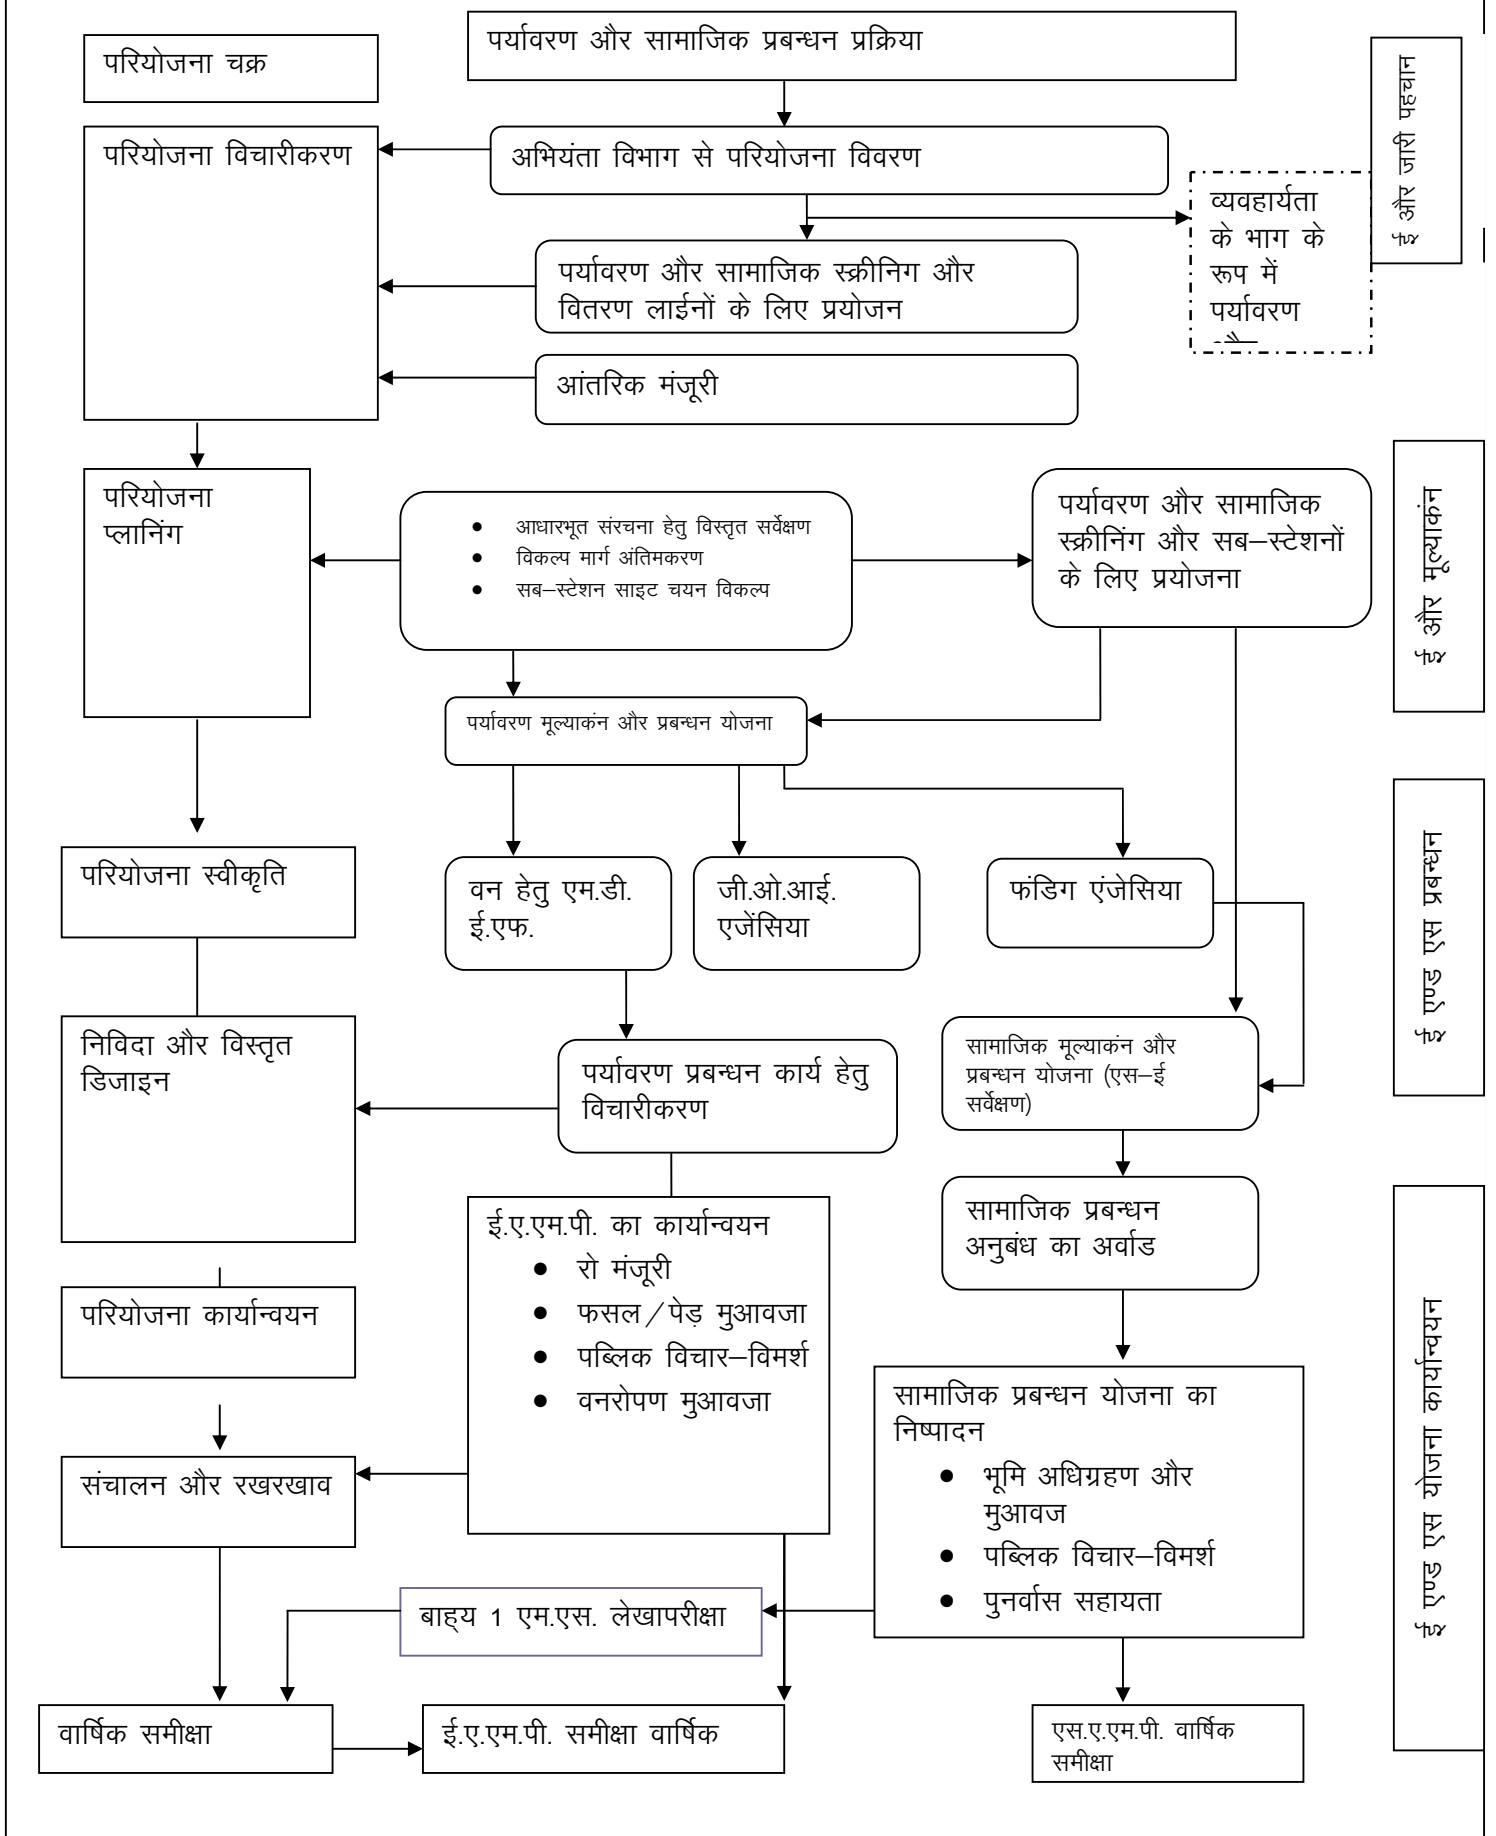 परियोजना चक्र
पर्यावरण और सामाजिक प्रबन्धन प्रक्रिया
ई और जारी पहचान
परियोजना विचारीकरण
अभियंता विभाग से परियोजना विवरण
व्यवहार्यता
के भाग के
रूप में
पर्यावरण
पर्यावरण और सामाजिक स्क्रीनिग और
वितरण लाईनों के लिए प्रयोजन
आंतरिक मंजूरी
परियोजना
प्लानिंग
• आधारभूत संरचना हेतु विस्तृत सर्वेक्षण
• विकल्प मार्ग अंतिमकरण
• सब–स्टेशन साइट चयन विकल्प
पर्यावरण और सामाजिक
स्क्रीनिंग और सब–स्टेशनों
के लिए प्रयोजना
ई और मूल्याकंन
पर्यावरण मूल्याकंन और प्रबन्धन योजना
परियोजना स्वीकृति
वन हेतु एम.डी.
ई.एफ.
जी.ओ.आई.
एजेंसिया
फंडिग एंजेसिया
ई एण्ड एस प्रबन्धन
निविदा और विस्तृत
डिजाइन
पर्यावरण प्रबन्धन कार्य हेतु
विचारीकरण
सामाजिक मूल्याकंन और
प्रबन्धन योजना (एस–ई
सर्वेक्षण)
सामाजिक प्रबन्धन
अनुबंध का अर्वाड
ई.ए.एम.पी. का कार्यान्वयन
• रो मंजूरी
• फसल/पेड़ मुआवजा
• पब्लिक विचार–विमर्श
• वनरोपण मुआवजा
परियोजना कार्यान्वयन
सामाजिक प्रबन्धन योजना का
निष्पादन
• भूमि अधिग्रहण और
मुआवज
• पब्लिक विचार–विमर्श
• पुनर्वास सहायता
ई एण्ड एस योजना कार्यान्वयन
संचालन और रखरखाव
बाह्य 1 एम.एस. लेखापरीक्षा
वार्षिक समीक्षा
ई.ए.एम.पी. समीक्षा वार्षिक
एस.ए.एम.पी. वार्षिक
समीक्षा